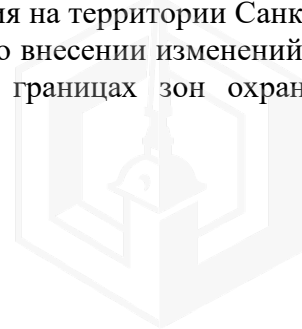 ия на территории Санк
о внесении изменений
границах зон охран